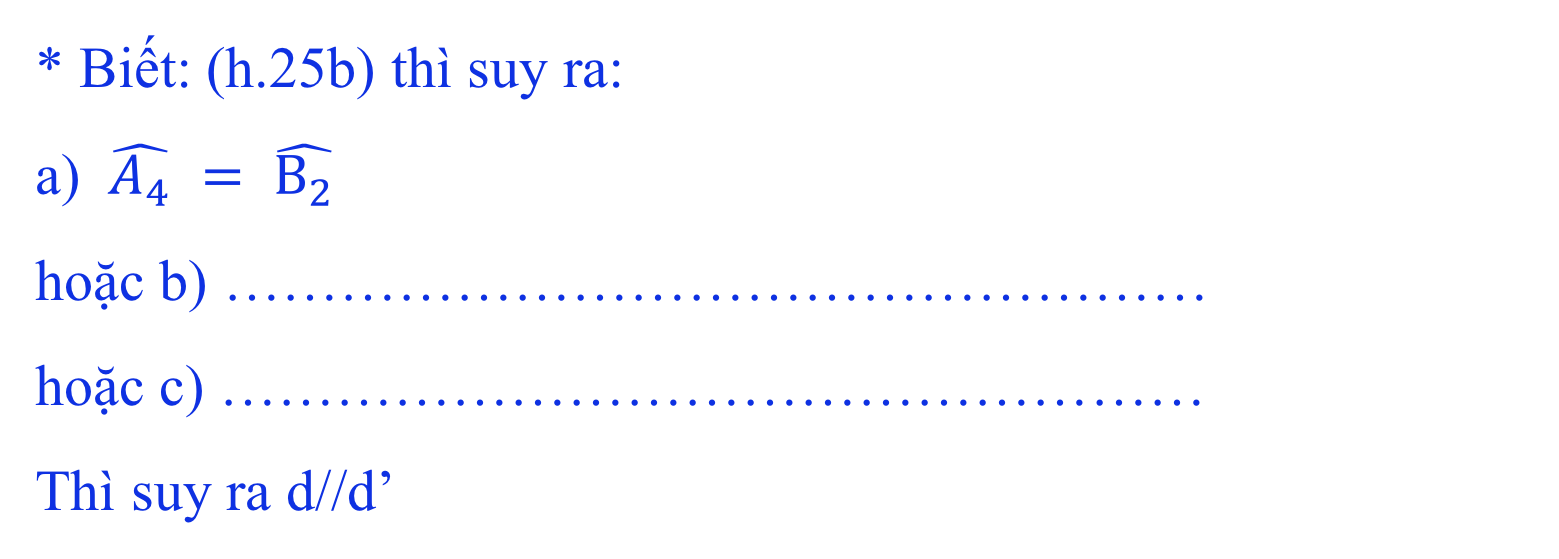 * Biết: (h.25b) thì suy ra:
a) $\widehat{A_4} = \widehat{B_2}$
hoặc b) ...................................................
hoặc c) ...................................................
Thì suy ra d//d’